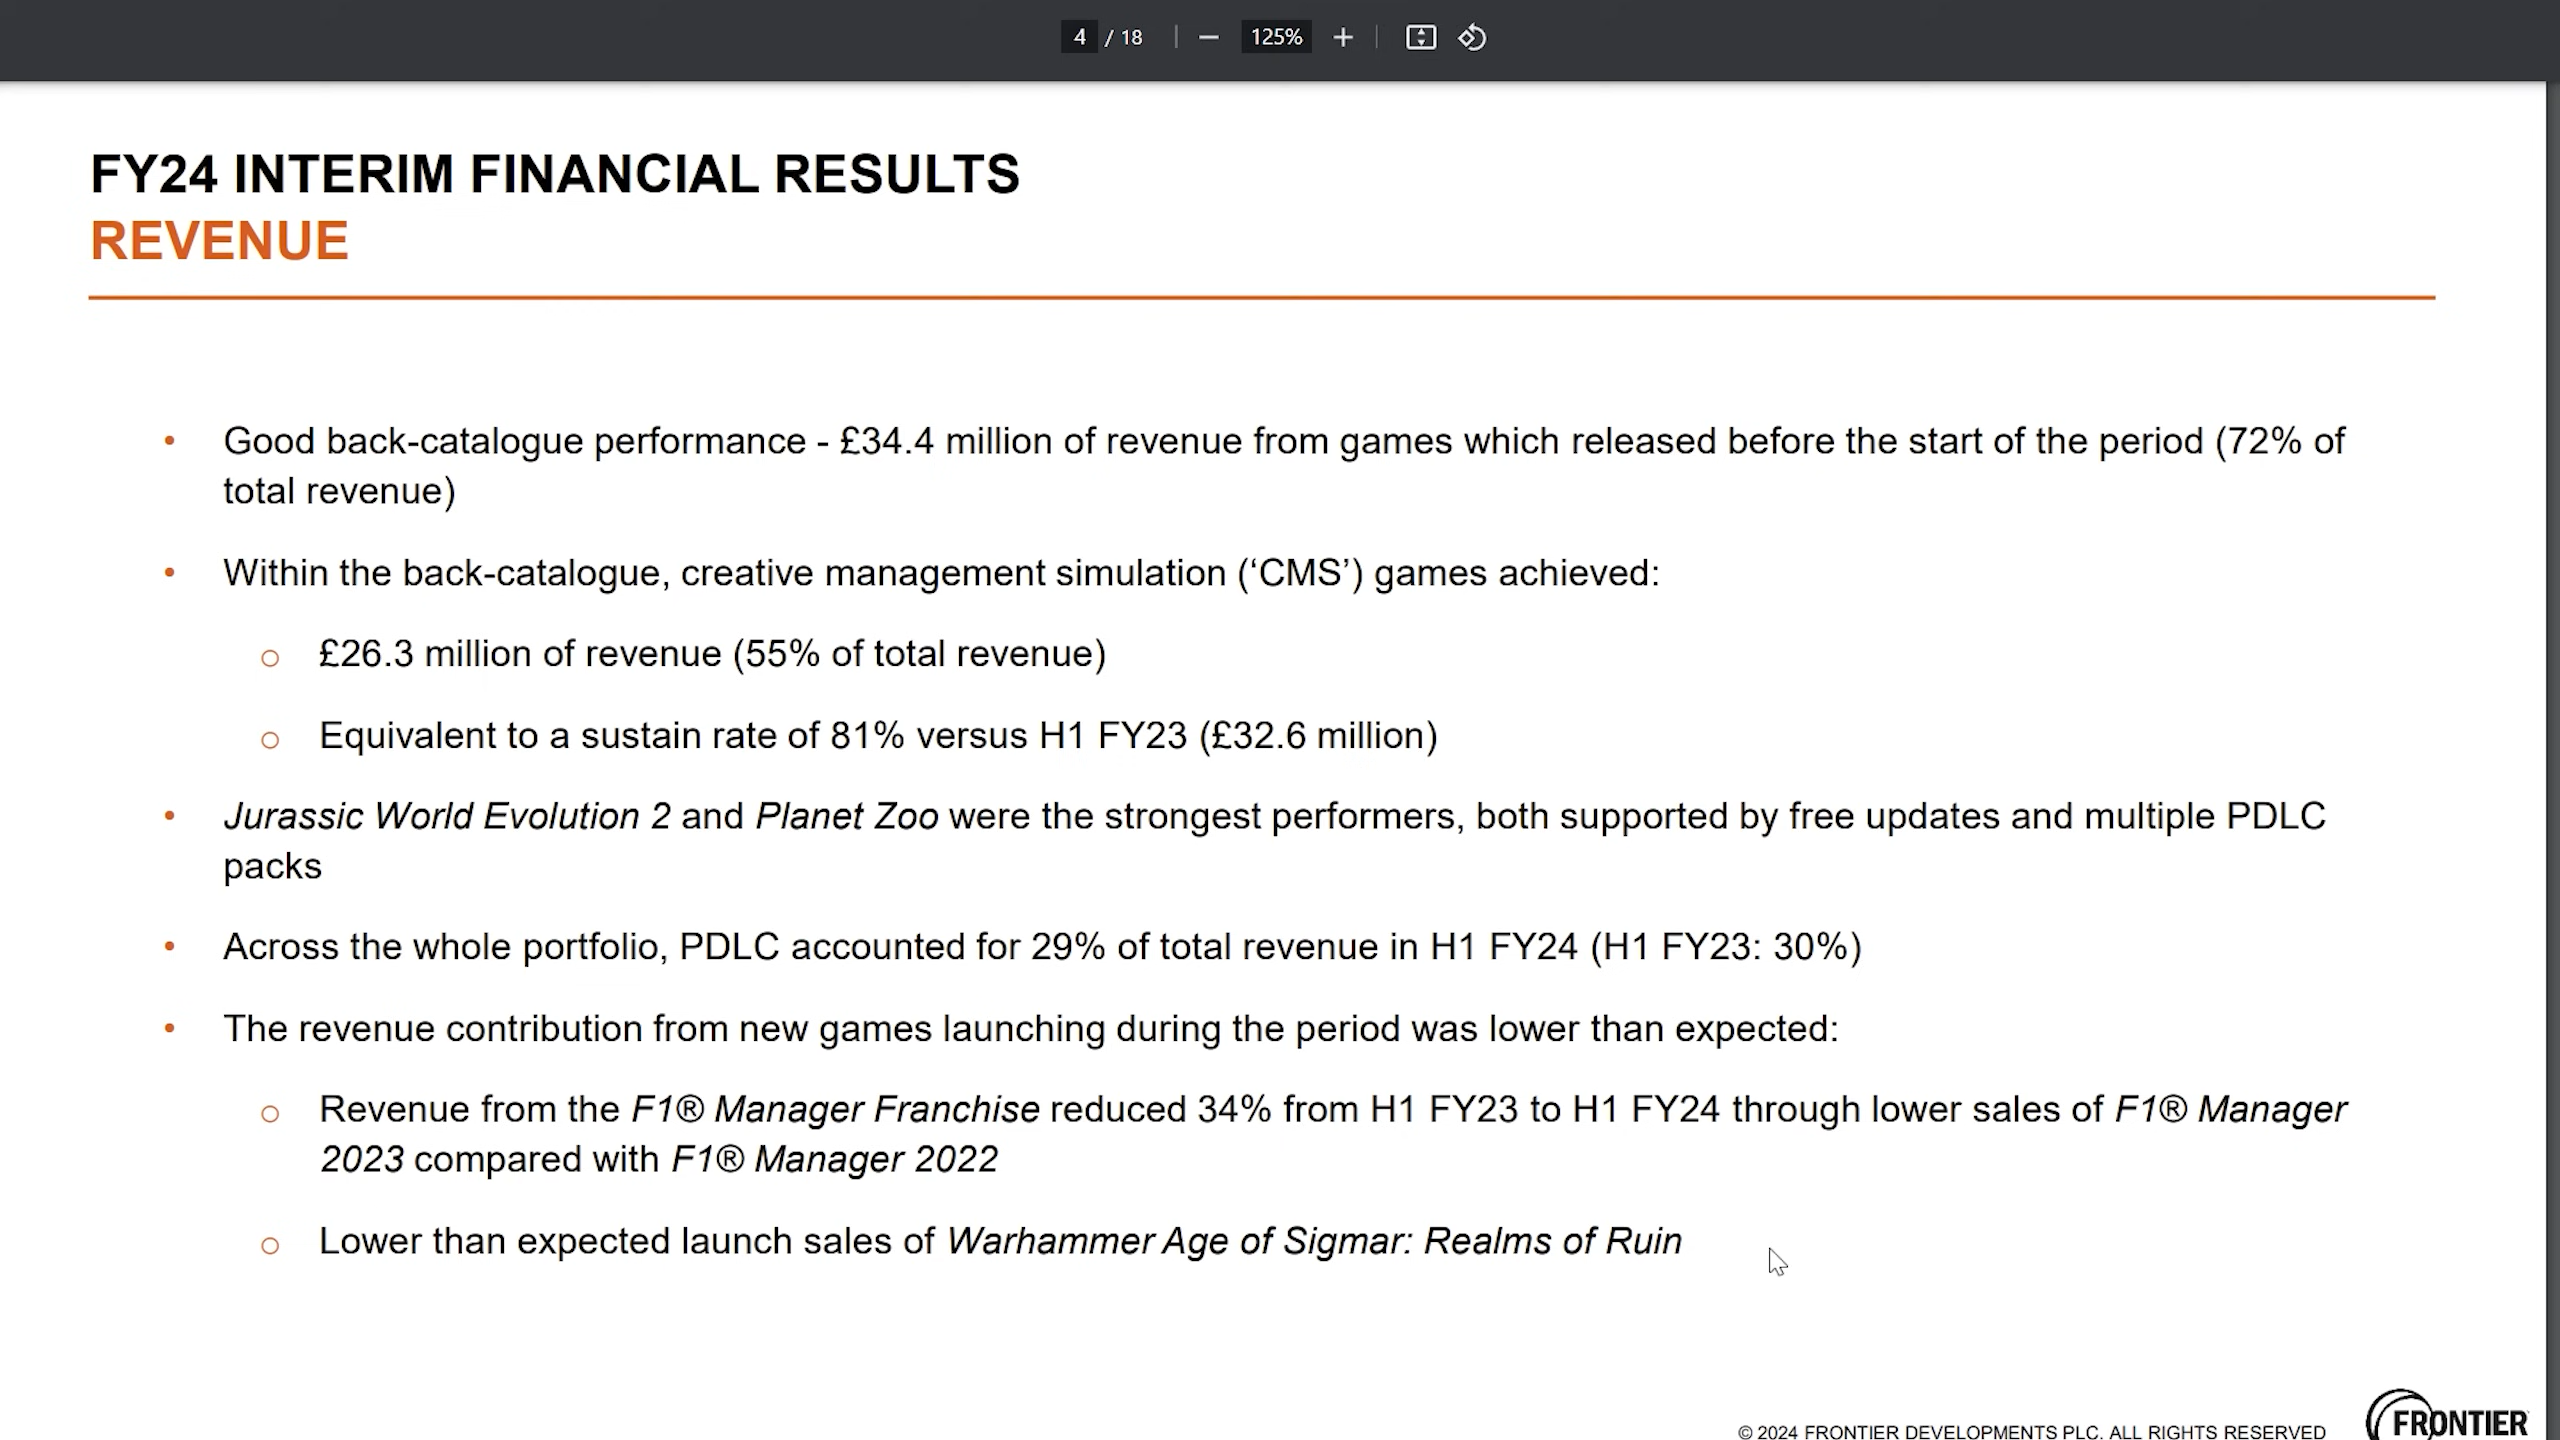 4 / 18 125%
FY24 INTERIM FINANCIAL RESULTS
REVENUE
• Good back-catalogue performance - £34.4 million of revenue from games which released before the start of the period (72% of
total revenue)
• Within the back-catalogue, creative management simulation (‘CMS’) games achieved:
o £26.3 million of revenue (55% of total revenue)
o Equivalent to a sustain rate of 81% versus H1 FY23 (£32.6 million)
• Jurassic World Evolution 2 and Planet Zoo were the strongest performers, both supported by free updates and multiple PDLC
packs
• Across the whole portfolio, PDLC accounted for 29% of total revenue in H1 FY24 (H1 FY23: 30%)
• The revenue contribution from new games launching during the period was lower than expected:
o Revenue from the F1® Manager Franchise reduced 34% from H1 FY23 to H1 FY24 through lower sales of F1® Manager
2023 compared with F1® Manager 2022
o Lower than expected launch sales of Warhammer Age of Sigmar: Realms of Ruin
© 2024 FRONTIER DEVELOPMENTS PLC. ALL RIGHTS RESERVED
FRONTIER